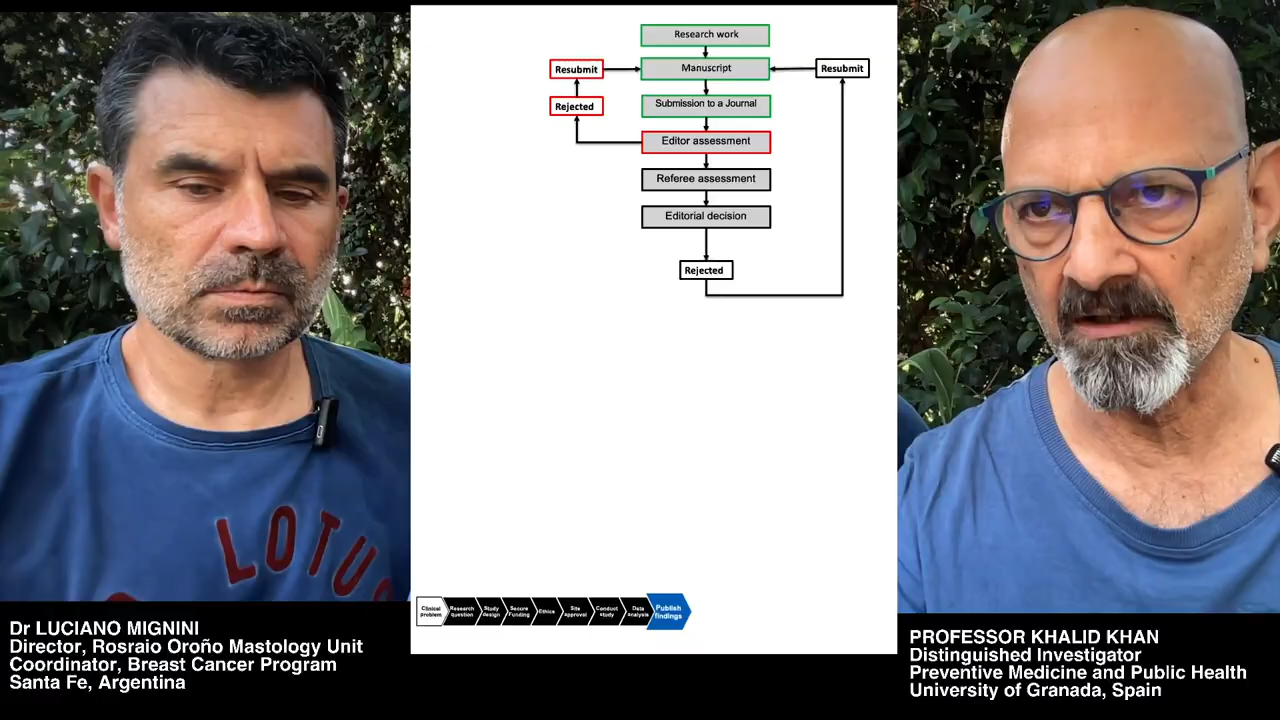 Research work
Resubmit
Manuscript
Resubmit
Rejected
Submission to a Journal
Editor assessment
Referee assessment
Editorial decision
Rejected
LOTUS
Clinical problem
Research question
Study design
Secure Funding
Ethics
Site approval
Conduct study
Data Analysis
Publish findings
Dr LUCIANO MIGNINI
Director, Rosraio Oroño Mastology Unit
Coordinator, Breast Cancer Program
Santa Fe, Argentina
PROFESSOR KHALID KHAN
Distinguished Investigator
Preventive Medicine and Public Health
University of Granada, Spain